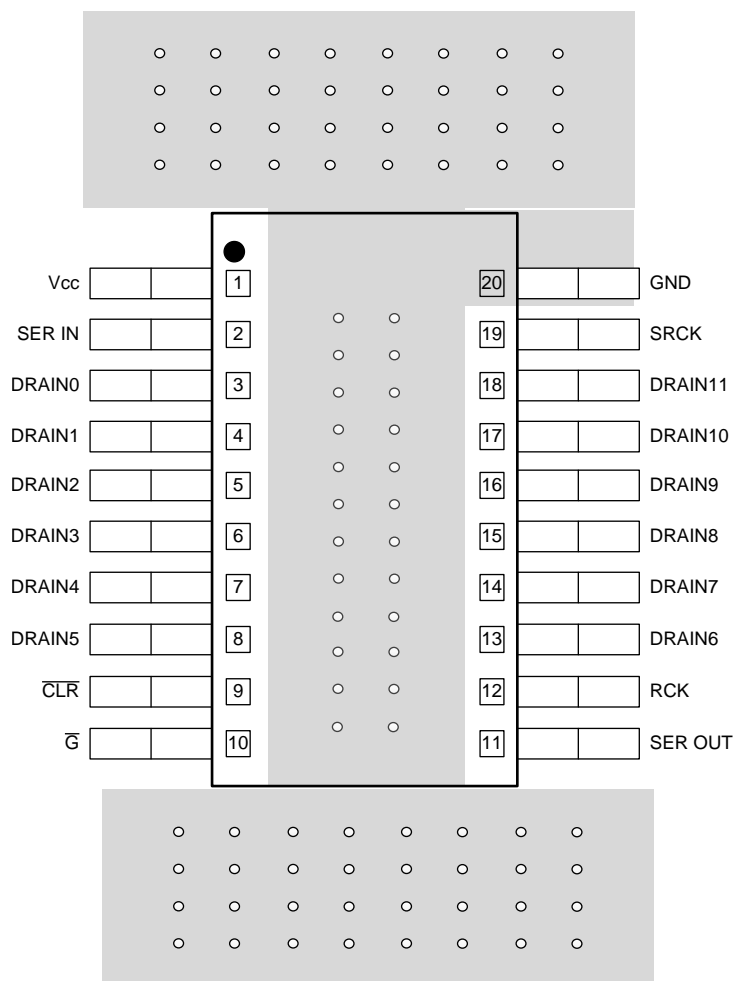 Vcc 1 20 GND
SER IN 2 19 SRCK
DRAIN0 3 18 DRAIN11
DRAIN1 4 17 DRAIN10
DRAIN2 5 16 DRAIN9
DRAIN3 6 15 DRAIN8
DRAIN4 7 14 DRAIN7
DRAIN5 8 13 DRAIN6
C̅L̅R̅ 9 12 RCK
G̅ 10 11 SER OUT